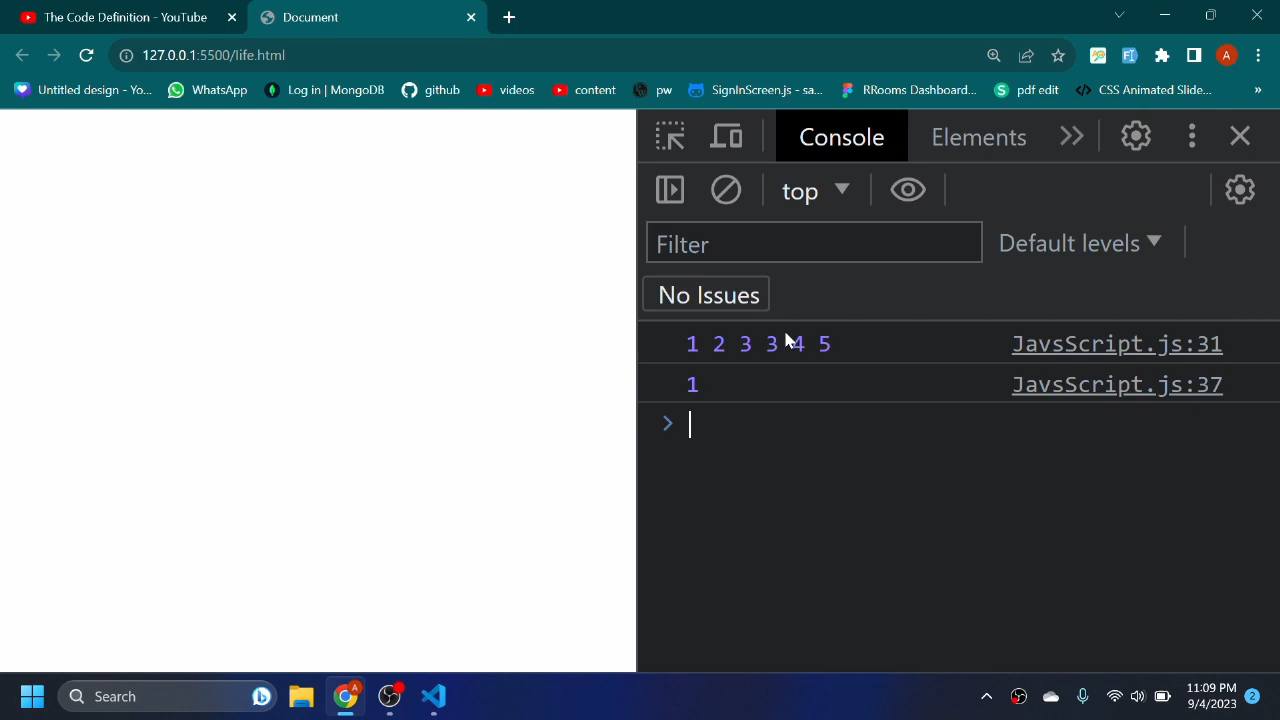 The Code Definition - YouTube
Document
127.0.0.1:5500/life.html
A
Untitled design - Yo...
WhatsApp
Log in | MongoDB
github
videos
content
pw
SignInScreen.js - sa...
RRooms Dashboard...
S
pdf edit
CSS Animated Slide...
»
Console
Elements
top
Filter
Default levels
No Issues
1 2 3 3 4 5 JavsScript.js:31
1 JavsScript.js:37
>
Search
A
11:09 PM
9/4/2023
2